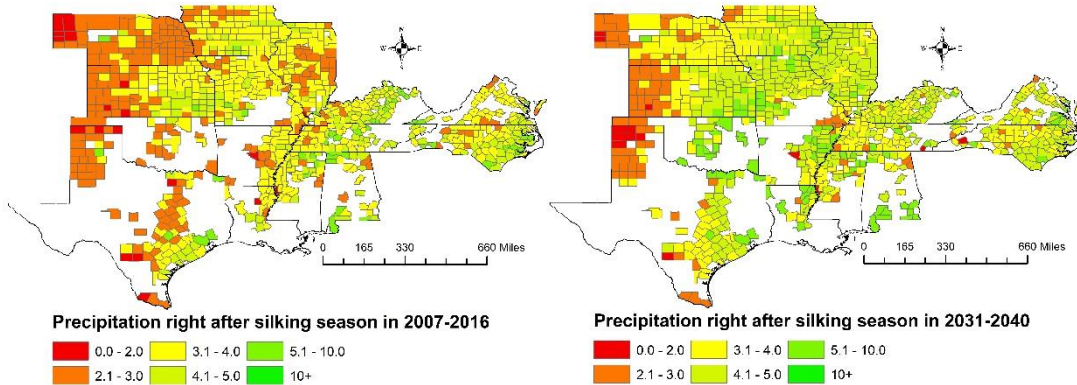 N
W E
S
0 165 330 660 Miles
Precipitation right after silking season in 2007-2016
0.0 - 2.0 3.1 - 4.0 5.1 - 10.0
2.1 - 3.0 4.1 - 5.0 10+
N
W E
S
0 165 330 660 Miles
Precipitation right after silking season in 2031-2040
0.0 - 2.0 3.1 - 4.0 5.1 - 10.0
2.1 - 3.0 4.1 - 5.0 10+